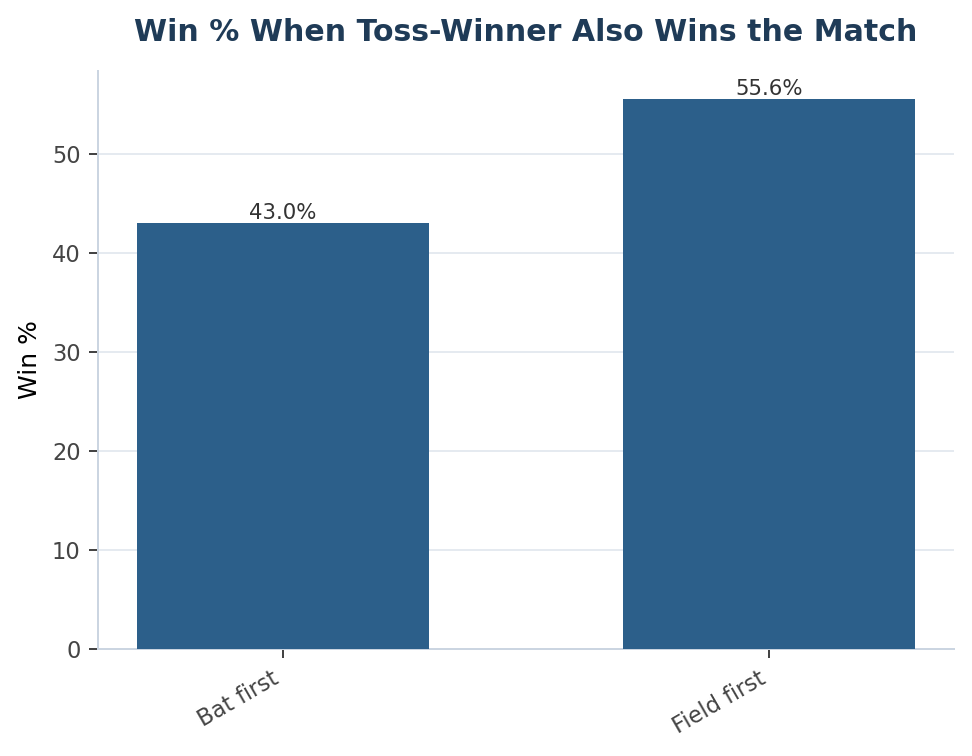 Win % When Toss-Winner Also Wins the Match
55.6%
43.0%
50
40
30
20
10
0
Win %
Bat first
Field first